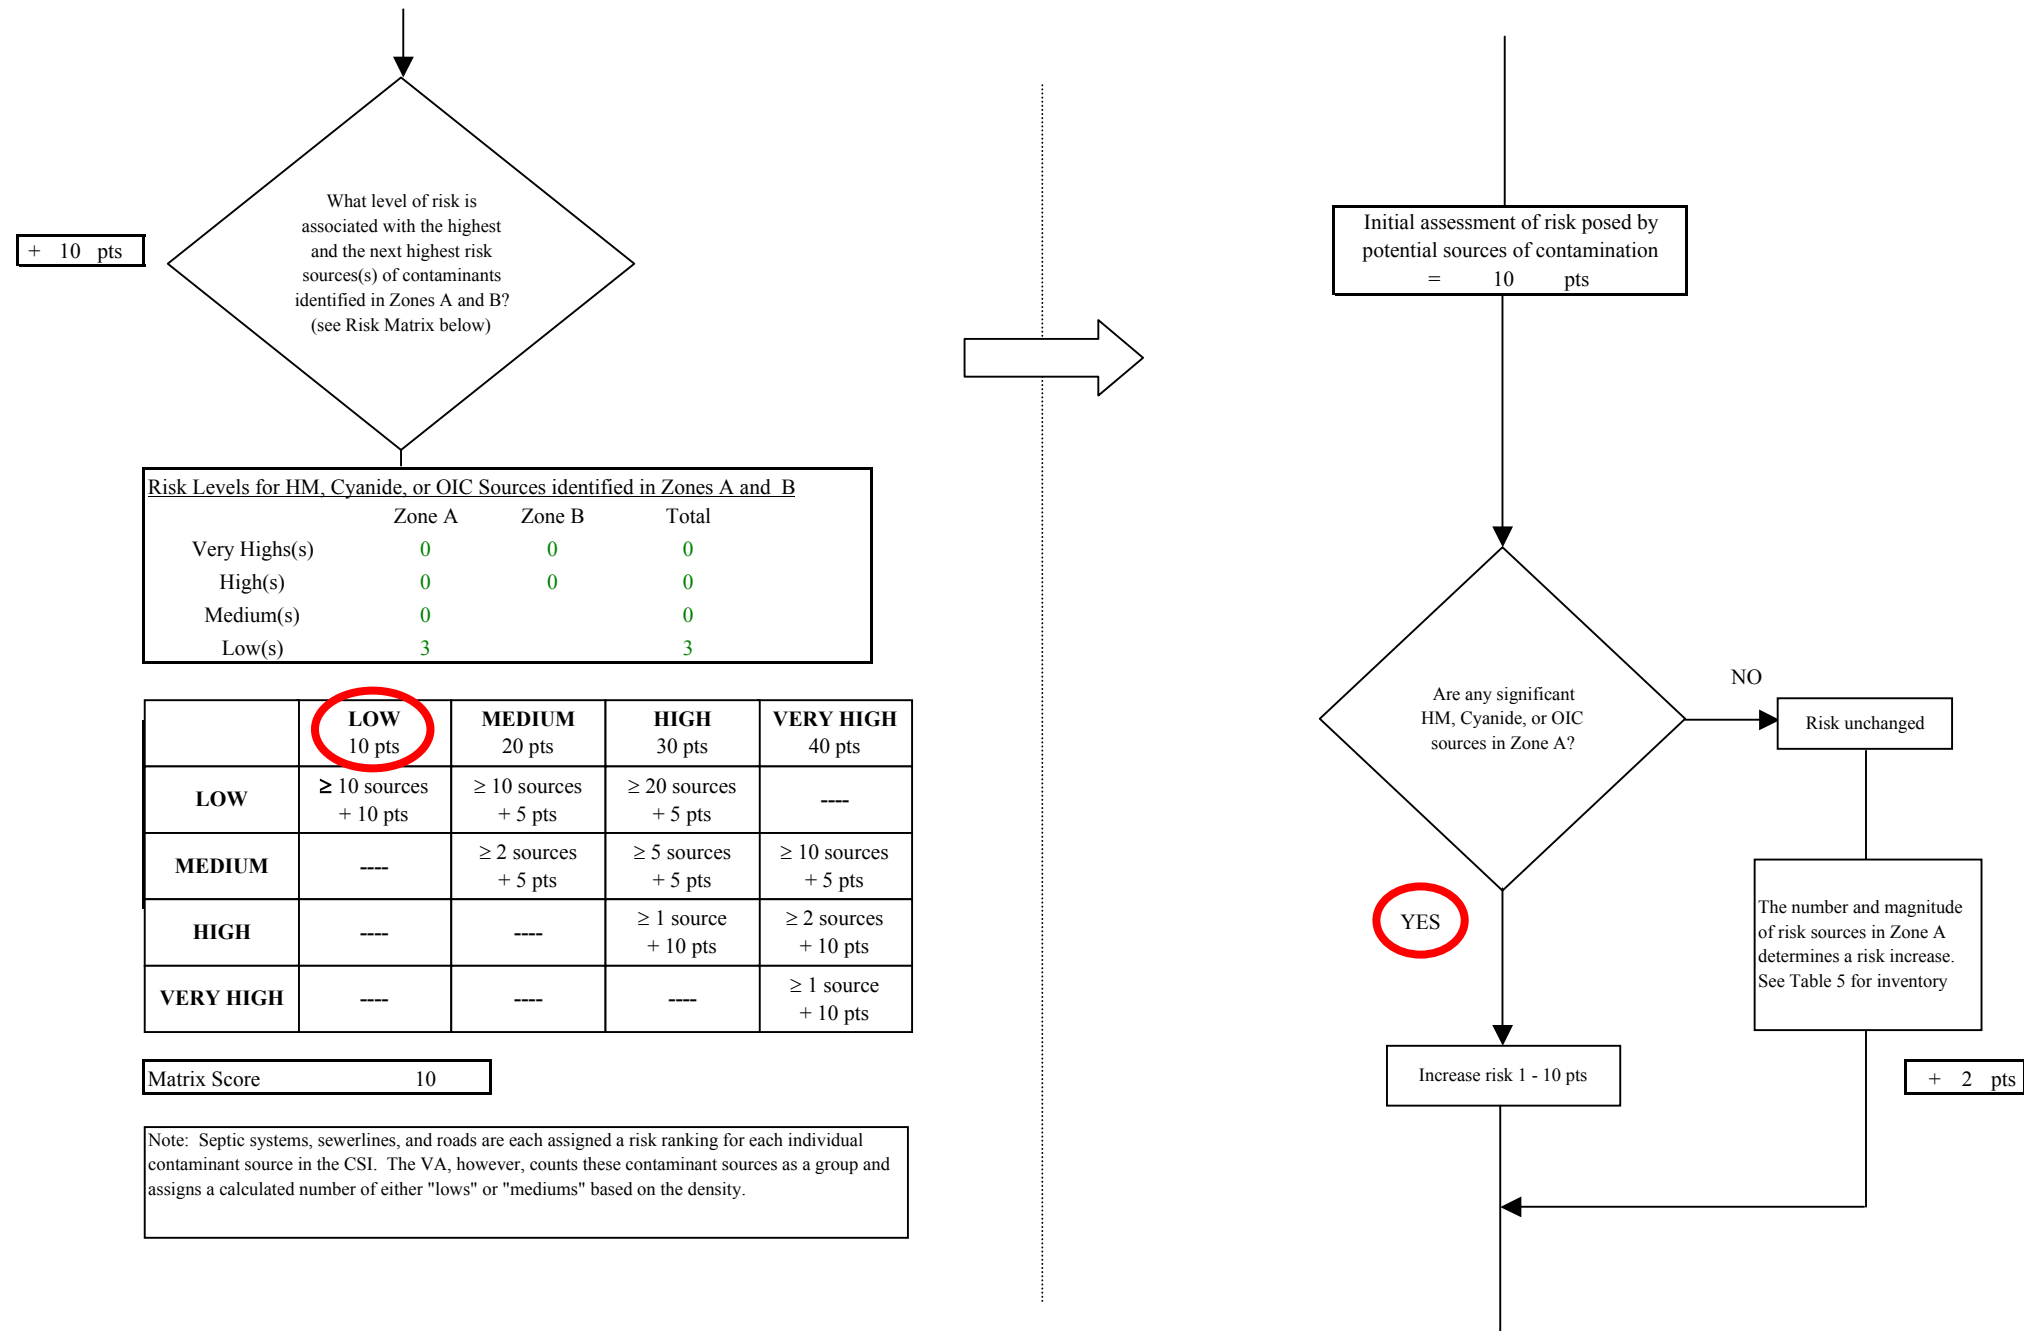 What level of risk is
associated with the highest
and the next highest risk
sources(s) of contaminants
identified in Zones A and B?
(see Risk Matrix below)
+ 10 pts
Risk Levels for HM, Cyanide, or OIC Sources identified in Zones A and B
Zone A Zone B Total
Very Highs(s) 0 0 0
High(s) 0 0 0
Medium(s) 0 0
Low(s) 3 3
LOW MEDIUM HIGH VERY HIGH
10 pts 20 pts 30 pts 40 pts
LOW ≥ 10 sources ≥ 10 sources ≥ 20 sources ----
+ 10 pts + 5 pts + 5 pts
MEDIUM ---- ≥ 2 sources ≥ 5 sources ≥ 10 sources
+ 5 pts + 5 pts + 5 pts
HIGH ---- ---- ≥ 1 source ≥ 2 sources
+ 10 pts + 10 pts
VERY HIGH ---- ---- ---- ≥ 1 source
+ 10 pts
Matrix Score 10
Note: Septic systems, sewerlines, and roads are each assigned a risk ranking for each individual
contaminant source in the CSI. The VA, however, counts these contaminant sources as a group and
assigns a calculated number of either "lows" or "mediums" based on the density.
Initial assessment of risk posed by
potential sources of contamination
= 10 pts
Are any significant
HM, Cyanide, or OIC
sources in Zone A?
NO
Risk unchanged
YES
The number and magnitude
of risk sources in Zone A
determines a risk increase.
See Table 5 for inventory
Increase risk 1 - 10 pts
+ 2 pts